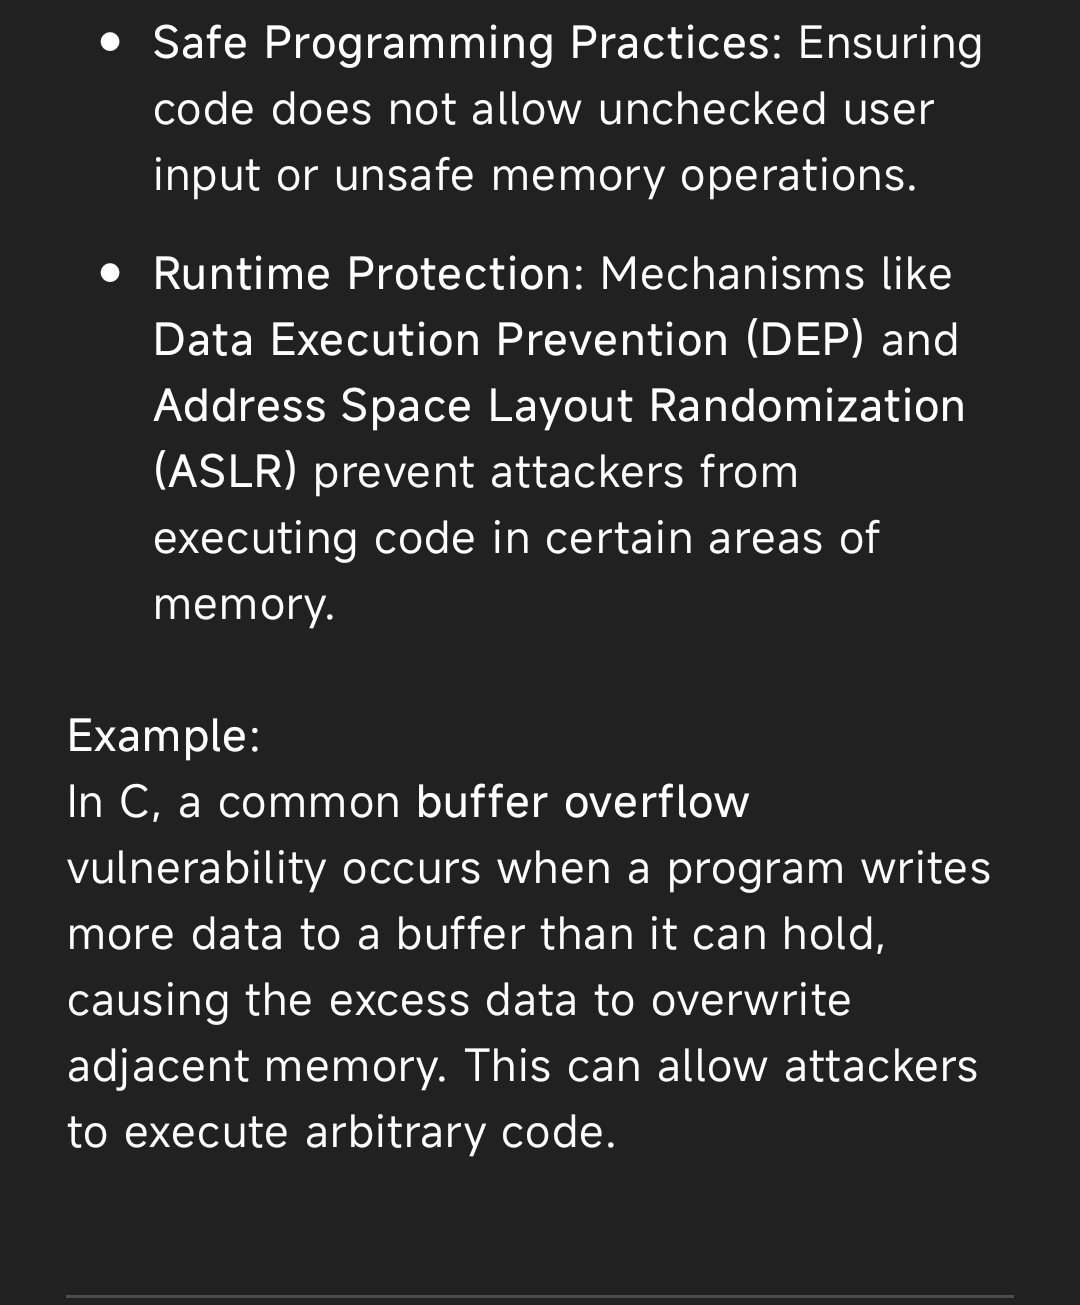 • Safe Programming Practices: Ensuring
code does not allow unchecked user
input or unsafe memory operations.
• Runtime Protection: Mechanisms like
Data Execution Prevention (DEP) and
Address Space Layout Randomization
(ASLR) prevent attackers from
executing code in certain areas of
memory.
Example:
In C, a common buffer overflow
vulnerability occurs when a program writes
more data to a buffer than it can hold,
causing the excess data to overwrite
adjacent memory. This can allow attackers
to execute arbitrary code.